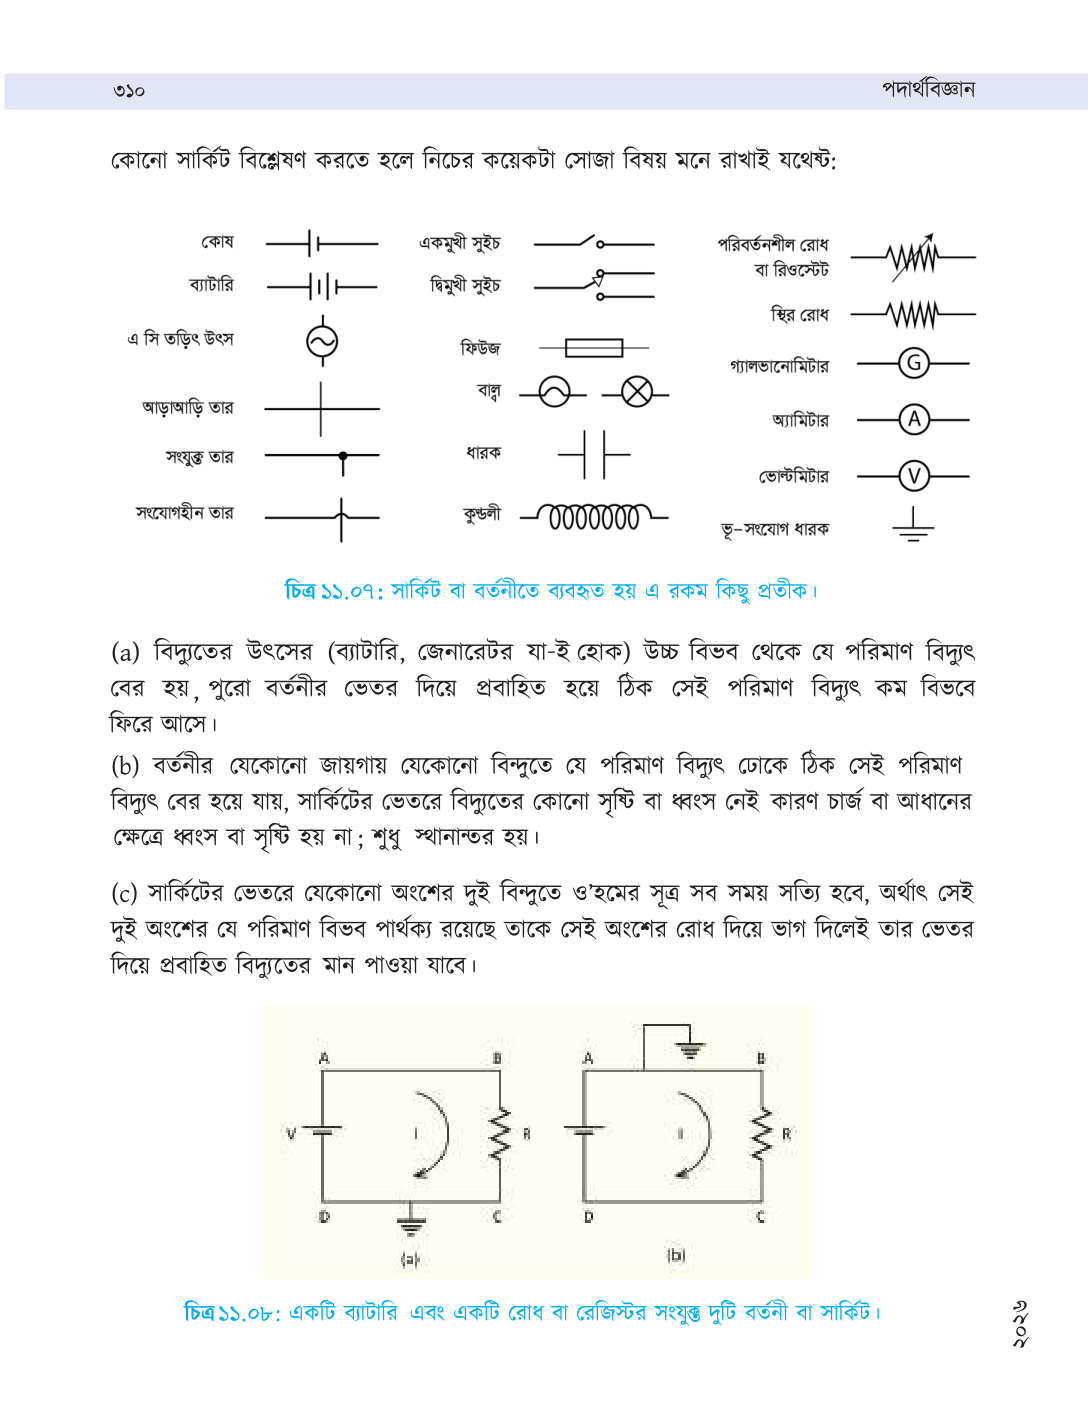 ৩১০ পদার্থবিজ্ঞান
কোনো সার্কিট বিশ্লেষণ করতে হলে নিচের কয়েকটা সোজা বিষয় মনে রাখাই যথেষ্ট:
কোষ
ব্যাটারি
এ সি তড়িৎ উৎস
আড়াআড়ি তার
সংযুক্ত তার
সংযোগহীন তার
একমুখী সুইচ
দ্বিমুখী সুইচ
ফিউজ
বাল্ব
ধারক
কুণ্ডলী
পরিবর্তনশীল রোধ
বা রিওস্টেট
স্থির রোধ
গ্যালভানোমিটার G
অ্যামিটার A
ভোল্টমিটার V
ভূ-সংযোগ ধারক
চিত্র ১১.০৭: সার্কিট বা বর্তনীতে ব্যবহৃত হয় এ রকম কিছু প্রতীক।
(a) বিদ্যুতের উৎসের (ব্যাটারি, জেনারেটর যা-ই হোক) উচ্চ বিভব থেকে যে পরিমাণ বিদ্যুৎ
বের হয়, পুরো বর্তনীর ভেতর দিয়ে প্রবাহিত হয়ে ঠিক সেই পরিমাণ বিদ্যুৎ কম বিভবে
ফিরে আসে।
(b) বর্তনীর যেকোনো জায়গায় যেকোনো বিন্দুতে যে পরিমাণ বিদ্যুৎ ঢোকে ঠিক সেই পরিমাণ
বিদ্যুৎ বের হয়ে যায়, সার্কিটের ভেতরে বিদ্যুতের কোনো সৃষ্টি বা ধ্বংস নেই কারণ চার্জ বা আধানের
ক্ষেত্রে ধ্বংস বা সৃষ্টি হয় না; শুধু স্থানান্তর হয়।
(c) সার্কিটের ভেতরে যেকোনো অংশের দুই বিন্দুতে ও'হমের সূত্র সব সময় সত্যি হবে, অর্থাৎ সেই
দুই অংশের যে পরিমাণ বিভব পার্থক্য রয়েছে তাকে সেই অংশের রোধ দিয়ে ভাগ দিলেই তার ভেতর
দিয়ে প্রবাহিত বিদ্যুতের মান পাওয়া যাবে।
A B
V I R
D C
(a)
A B
I R
D C
(b)
চিত্র ১১.০৮: একটি ব্যাটারি এবং একটি রোধ বা রেজিস্টর সংযুক্ত দুটি বর্তনী বা সার্কিট।
২০২৬